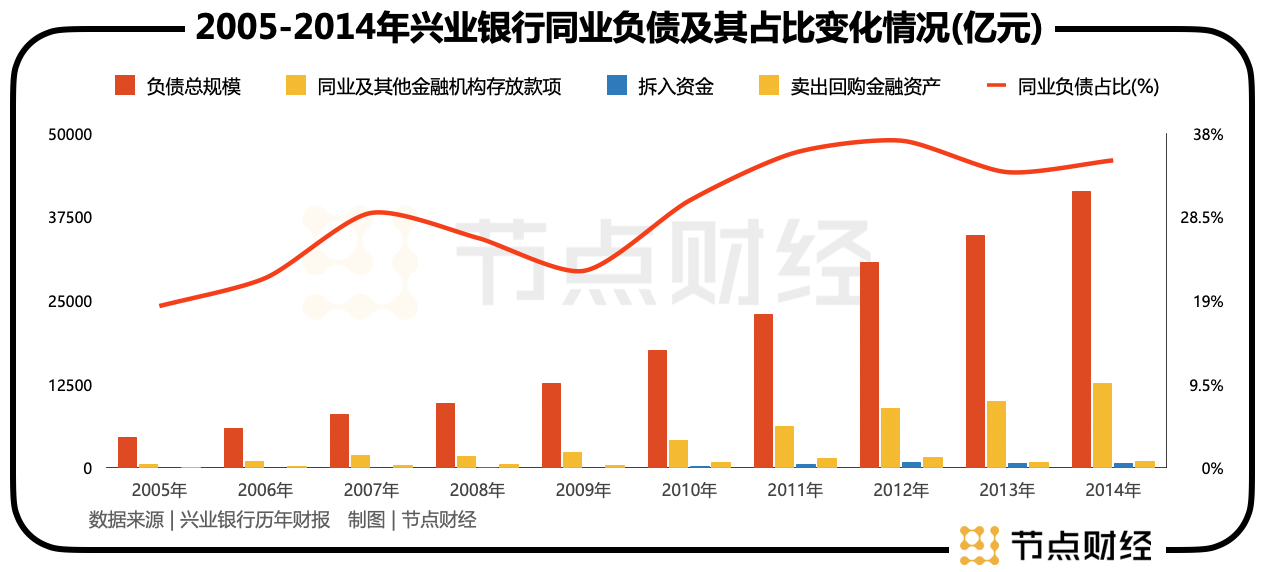 2005-2014年兴业银行同业负债及其占比变化情况(亿元)
负债总规模 同业及其他金融机构存放款项 拆入资金 卖出回购金融资产 同业负债占比(%)
50000 38%
37500 28.5%
节点财经
25000 19%
12500 9.5%
0 0%
2005年 2006年 2007年 2008年 2009年 2010年 2011年 2012年 2013年 2014年
数据来源 | 兴业银行历年财报 制图 | 节点财经
节点财经